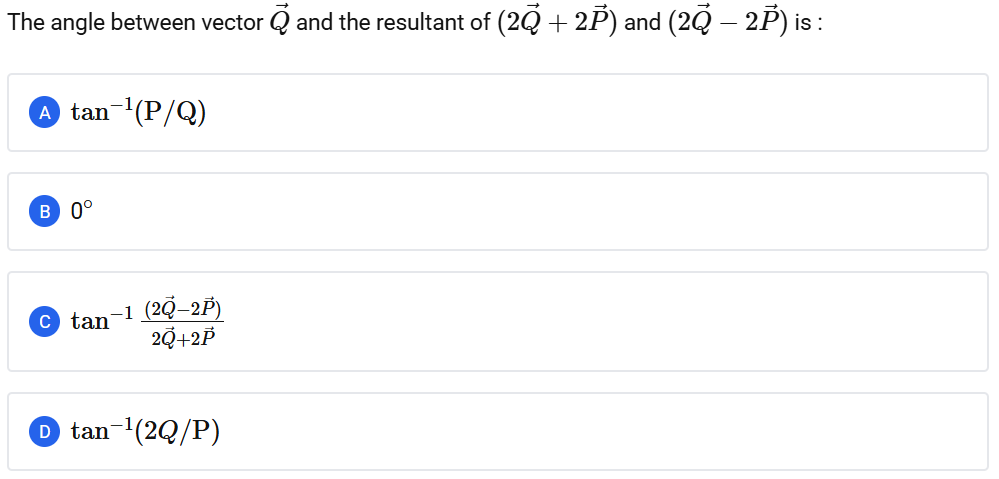 The angle between vector $\vec{Q}$ and the resultant of $(2\vec{Q} + 2\vec{P})$ and $(2\vec{Q} - 2\vec{P})$ is :
A $\tan^{-1}(\mathrm{P}/\mathrm{Q})$
B $0^\circ$
C $\tan^{-1} \frac{(2\vec{Q}-2\vec{P})}{2\vec{Q}+2\vec{P}}$
D $\tan^{-1}(2Q/\mathrm{P})$